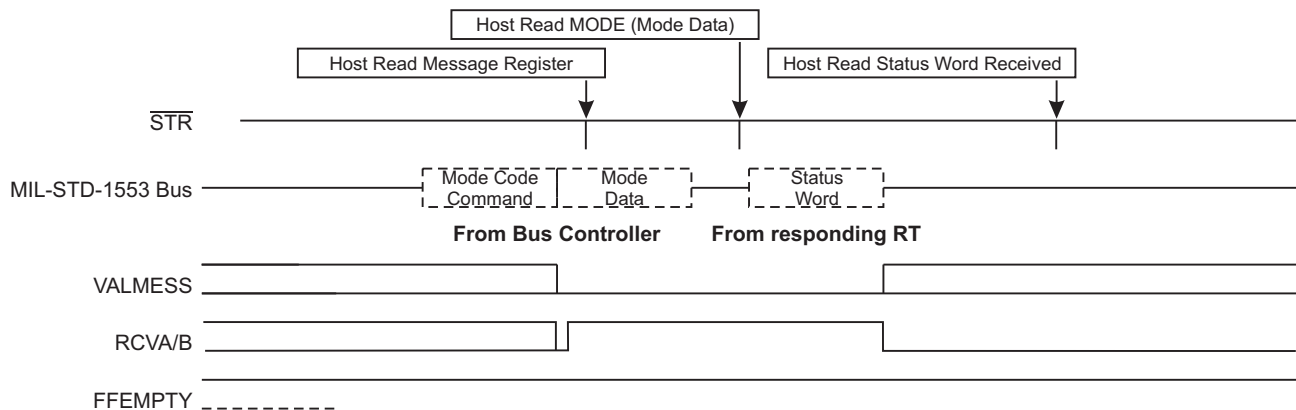 Host Read MODE (Mode Data)
Host Read Message Register
Host Read Status Word Received
STR
MIL-STD-1553 Bus
Mode Code
Command
Mode
Data
Status
Word
From Bus Controller
From responding RT
VALMESS
RCVA/B
FFEMPTY